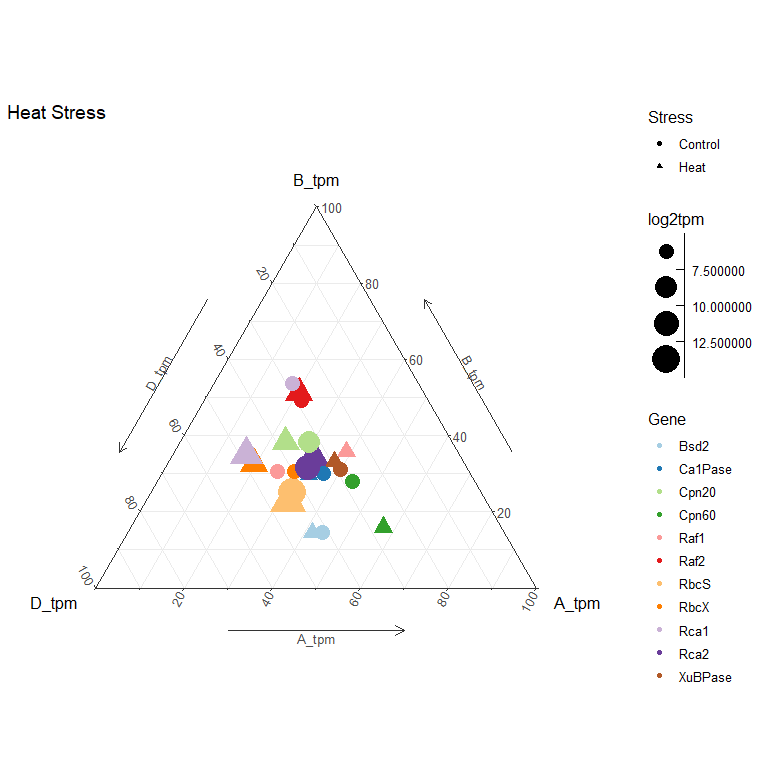 Heat Stress
B_tpm
100
20
80
40
60
60
40
80
20
100
D_tpm
20
40
60
80
100
A_tpm
D_tpm
B_tpm
A_tpm
Stress
Control
Heat
log2tpm
7.500000
10.000000
12.500000
Gene
Bsd2
Ca1Pase
Cpn20
Cpn60
Raf1
Raf2
RbcS
RbcX
Rca1
Rca2
XuBPase